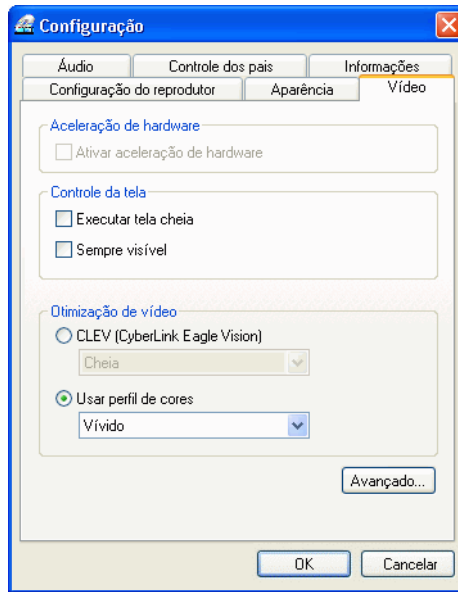 Configuração
Áudio Controle dos pais Informações
Configuração do reprodutor Aparência Vídeo
Aceleração de hardware
Ativar aceleração de hardware
Controle da tela
Executar tela cheia
Sempre visível
Otimização de vídeo
CLEV (CyberLink Eagle Vision)
Cheia
Usar perfil de cores
Vívido
Avançado...
OK Cancelar